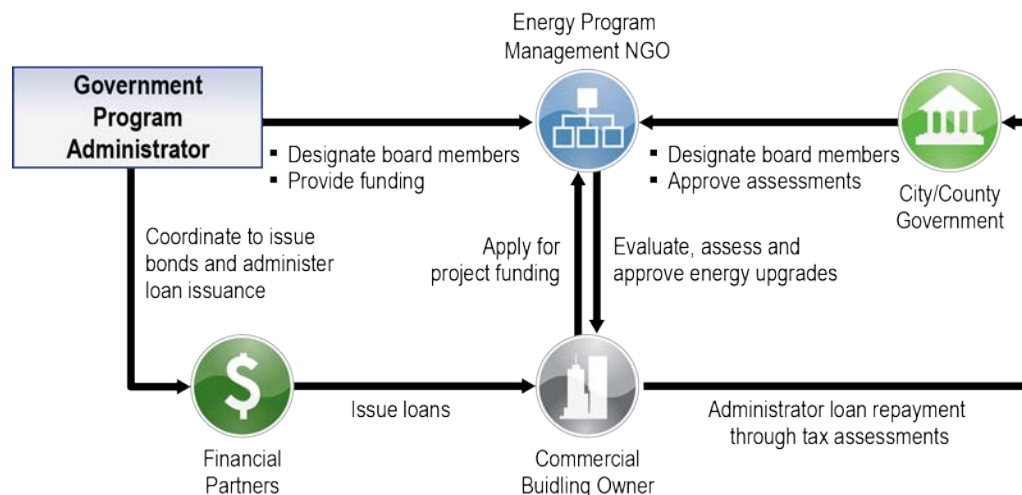 Energy Program
Management NGO
Government
Program
Administrator
▪ Designate board members
▪ Provide funding
▪ Designate board members
▪ Approve assessments
City/County
Government
Coordinate to issue
bonds and administer
loan issuance
Apply for
project funding
Evaluate, assess and
approve energy upgrades
$
Issue loans
Administrator loan repayment
through tax assessments
Financial
Partners
Commercial
Buidling Owner